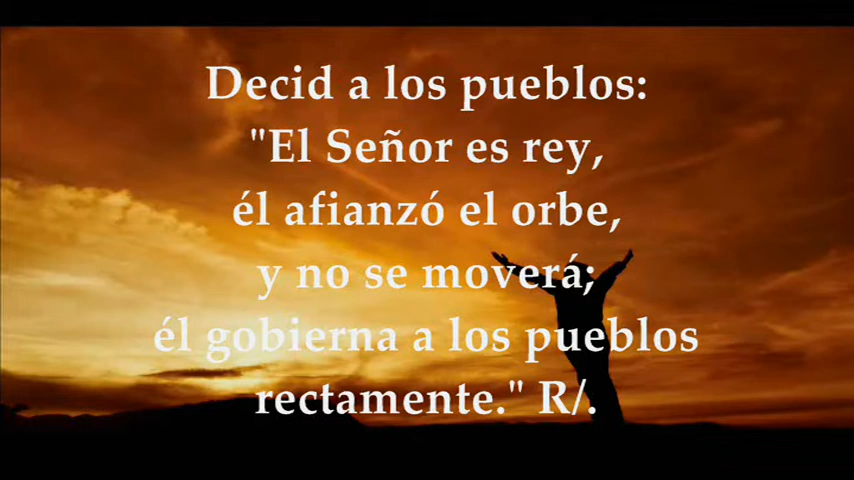 Decid a los pueblos:
"El Señor es rey,
él afianzó el orbe,
y no se moverá;
él gobierna a los pueblos
rectamente." R/.